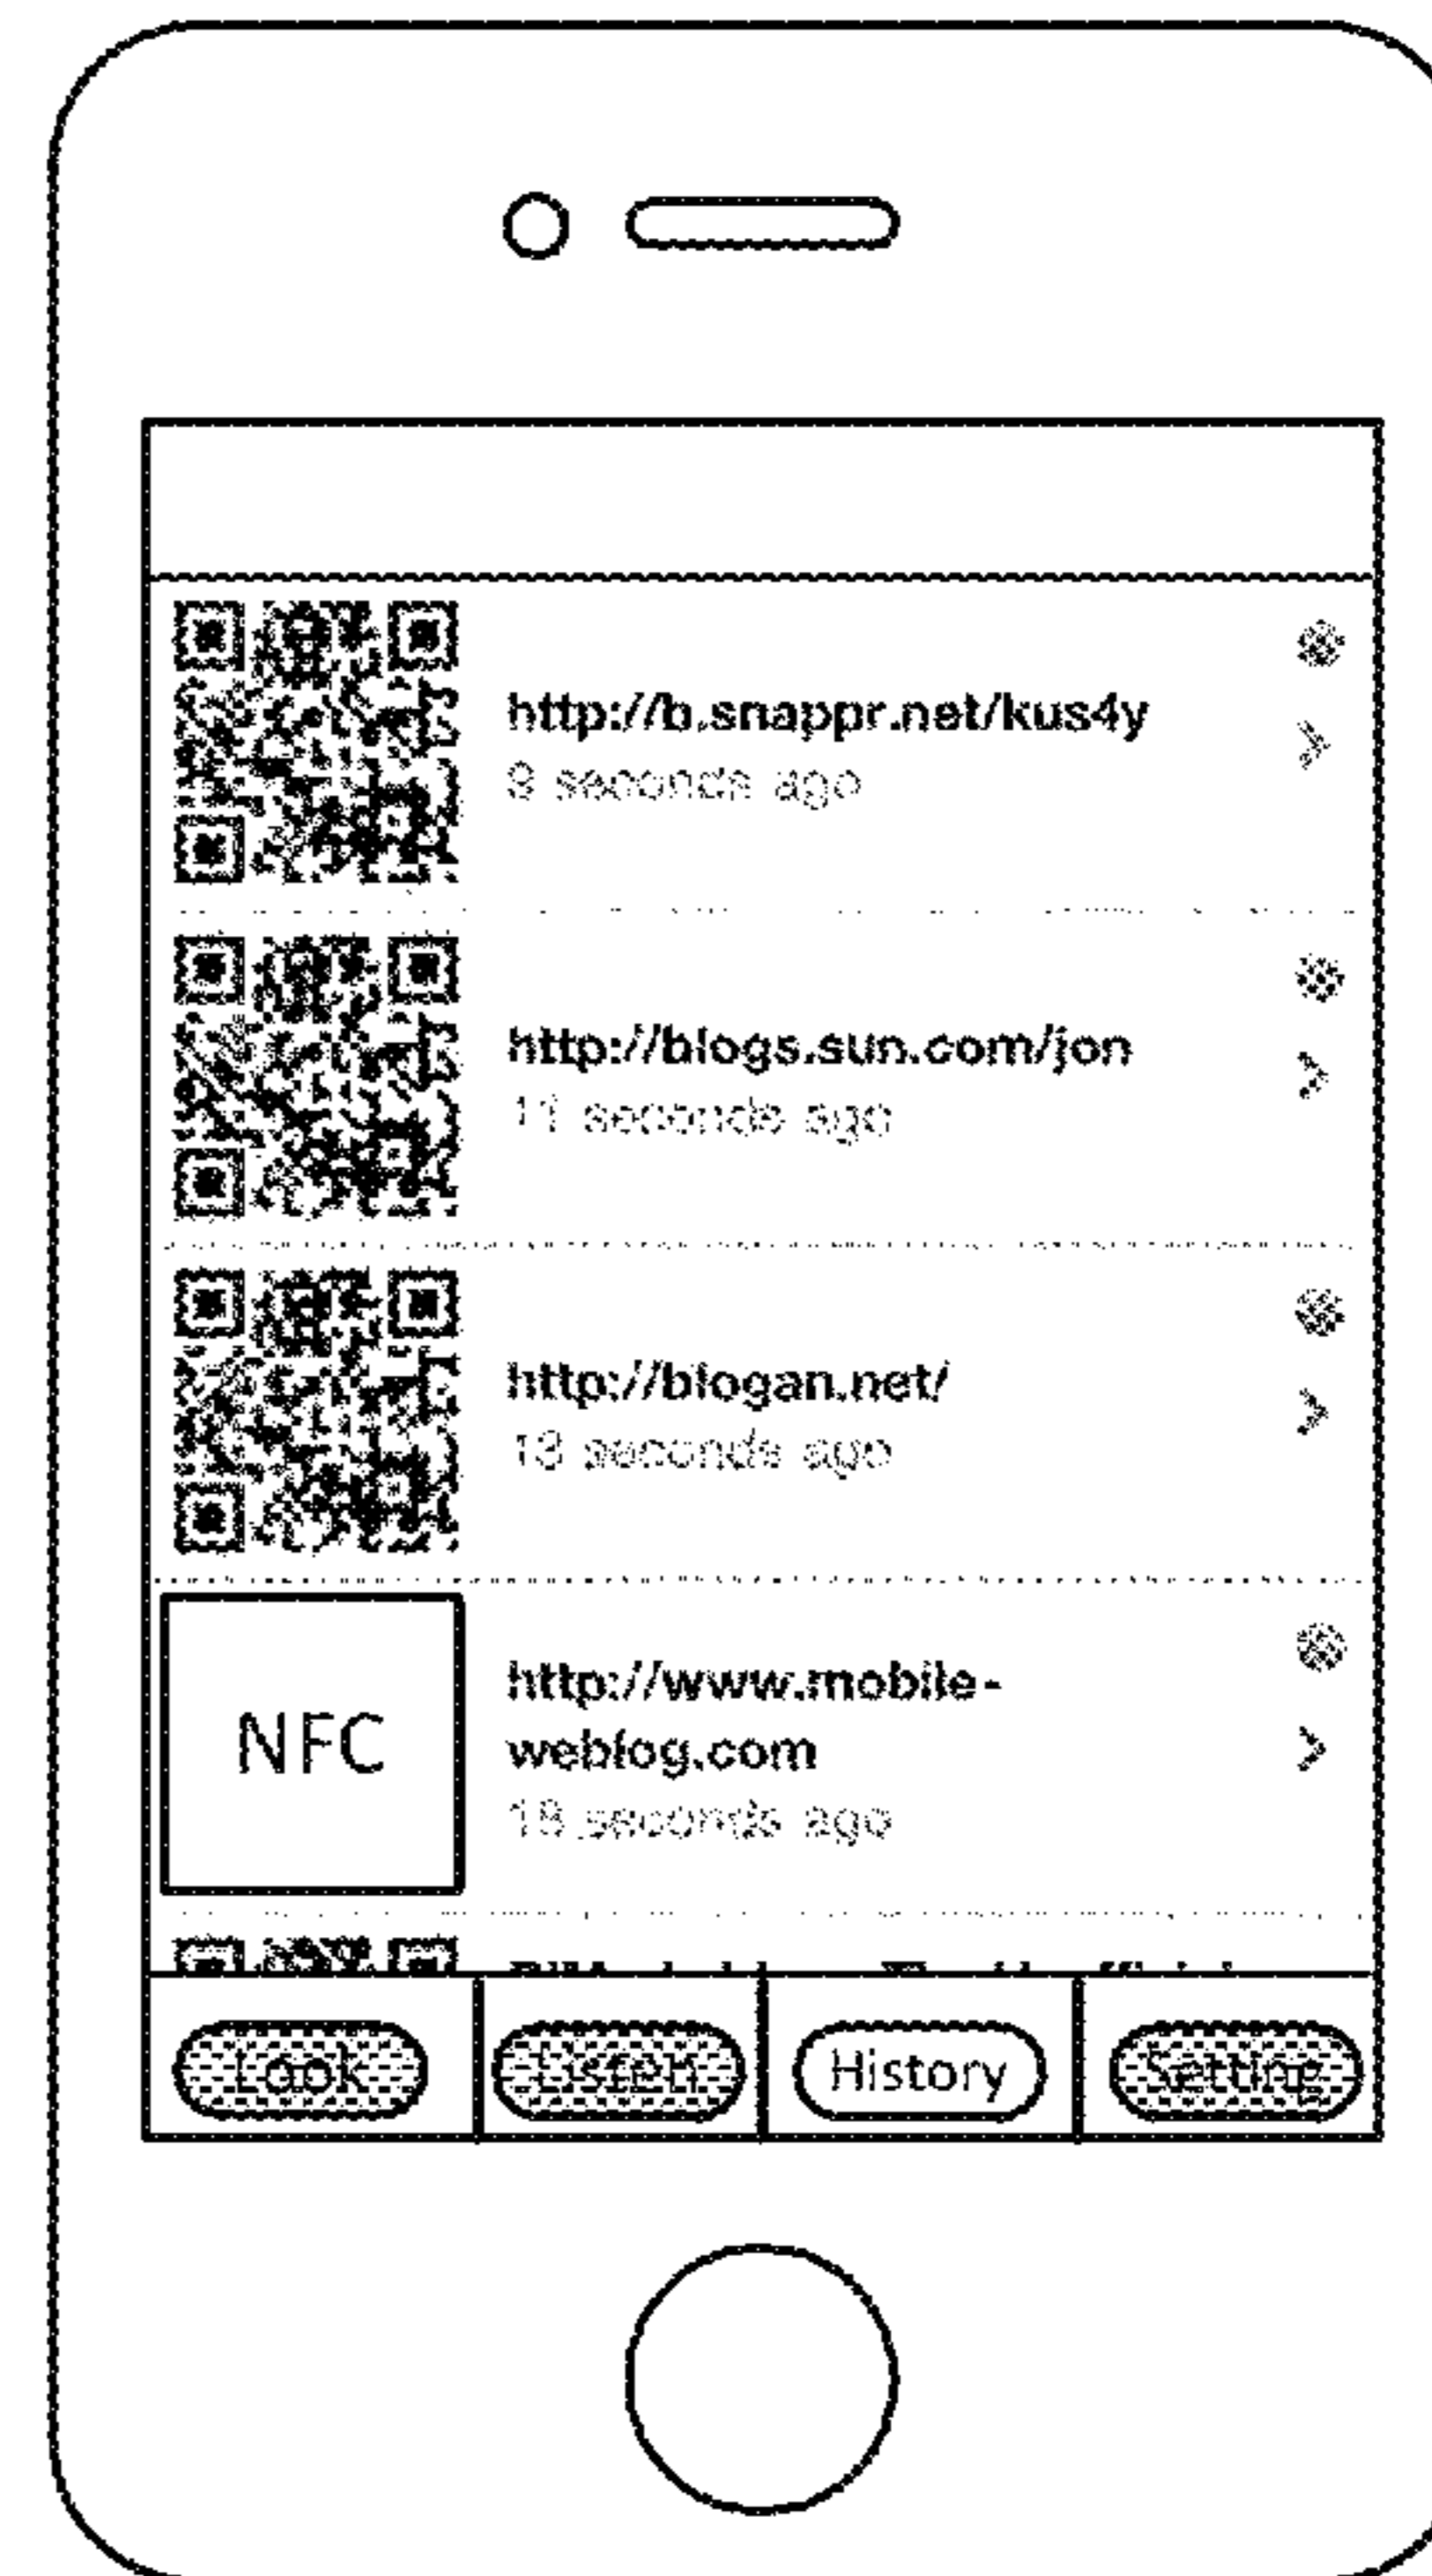 http://b.snappr.net/kus4y
seconds ago
http://blogs.sun.com/jon
11 seconds ago
http://blogan.net/
13 seconds ago
NFC
http://www.mobile-
weblog.com
18 seconds ago
Look
Listen
History
Setting